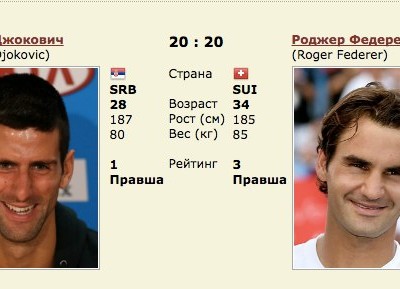 Джокович 20 : 20 Роджер Федере
Djokovic) (Roger Federer)
Страна
SRB SUI
28 Возраст 34
187 Рост (см) 185
80 Вес (кг) 85
1 Рейтинг 3
Правша Правша